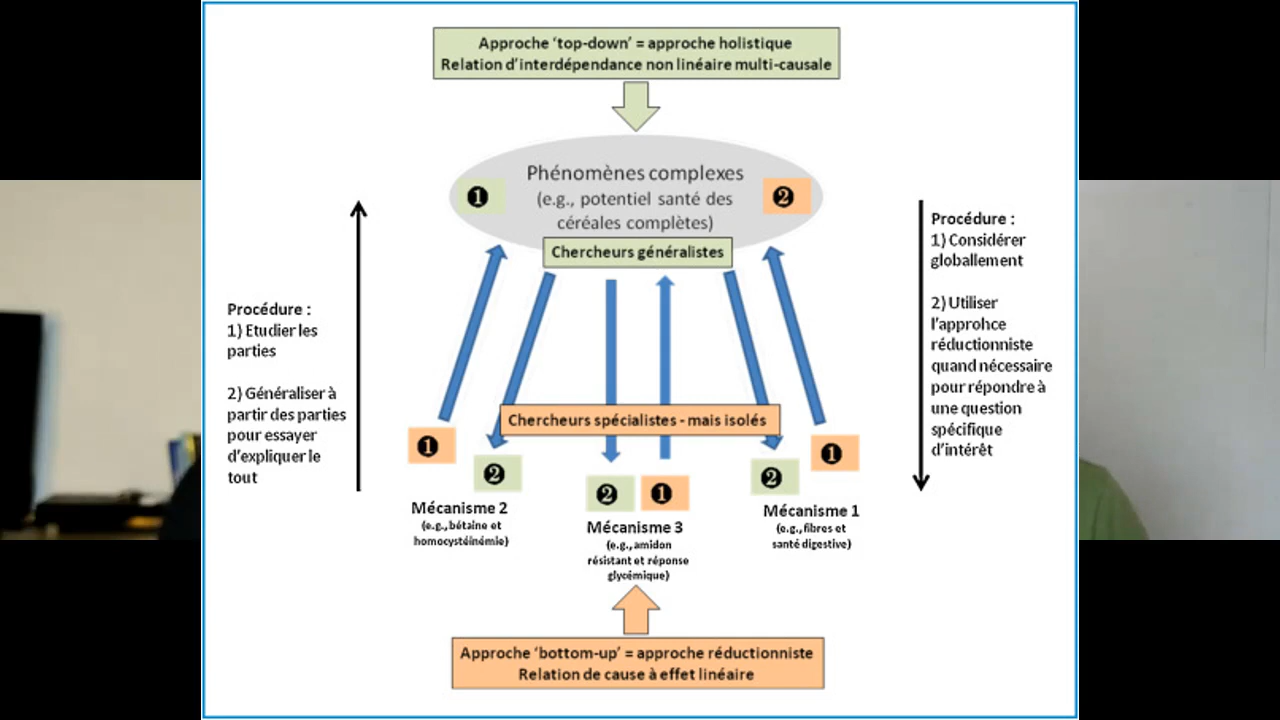 Approche ‘top-down’ = approche holistique
Relation d’interdépendance non linéaire multi-causale
Phénomènes complexes
(e.g., potentiel santé des
céréales complètes)
❶
❷
Chercheurs généralistes
Procédure :
1) Etudier les
parties
2) Généraliser à
partir des parties
pour essayer
d’expliquer le
tout
Procédure :
1) Considérer
globallement
2) Utiliser
l’approhce
réductionniste
quand nécessaire
pour répondre à
une question
spécifique
d’intérêt
Chercheurs spécialistes - mais isolés
❶
❷
Mécanisme 2
(e.g., bétaine et
homocystéinémie)
❷
❶
Mécanisme 3
(e.g., amidon
résistant et réponse
glycémique)
❷
❶
Mécanisme 1
(e.g., fibres et
santé digestive)
Approche ‘bottom-up’ = approche réductionniste
Relation de cause à effet linéaire